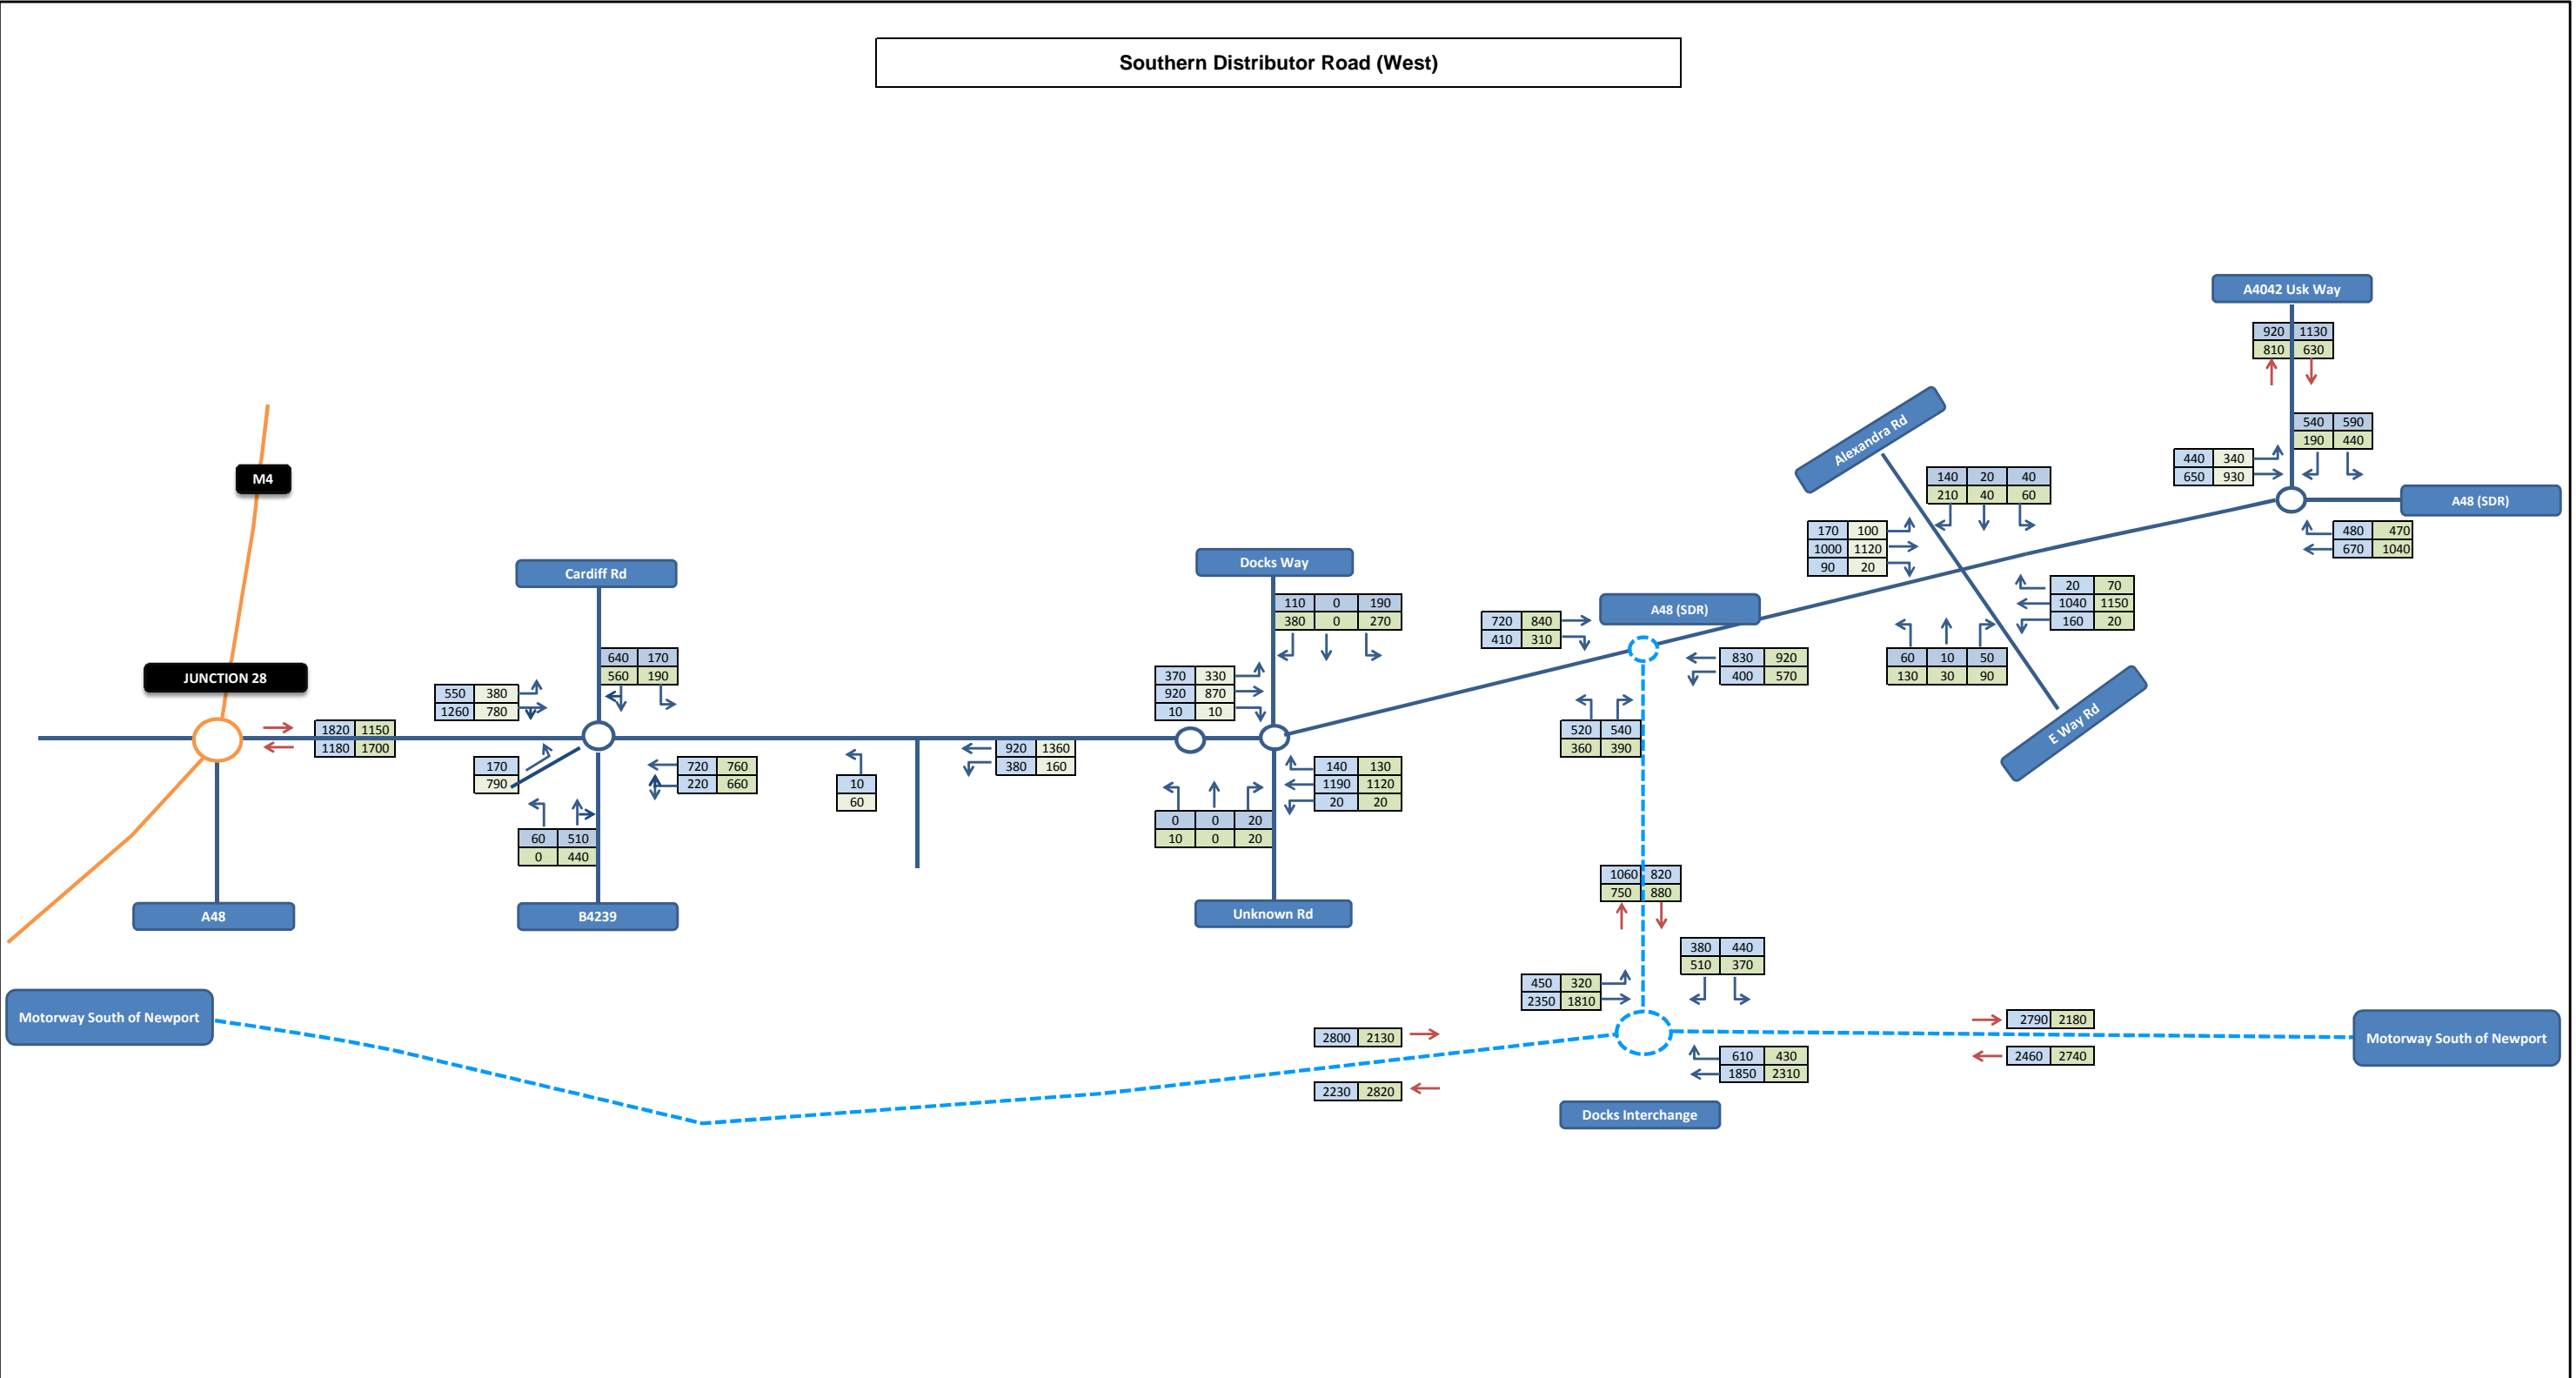 Southern Distributor Road (West)
A4042 Usk Way
920 1130
810 630
540 590
190 440
440 340
650 930
A48 (SDR)
480 470
670 1040
Alexandra Rd
140 20 40
210 40 60
170 100
1000 1120
90 20
20 70
1040 1150
160 20
60 10 50
130 30 90
E Way Rd
M4
JUNCTION 28
1820 1150
1180 1700
A48
Cardiff Rd
640 170
560 190
550 380
1260 780
170
790
720 760
220 660
60 510
0 440
B4239
10
60
920 1360
380 160
Docks Way
110 0 190
380 0 270
370 330
920 870
10 10
140 130
1190 1120
20 20
0 0 20
10 0 20
Unknown Rd
A48 (SDR)
720 840
410 310
830 920
400 570
520 540
360 390
1060 820
750 880
380 440
510 370
450 320
2350 1810
Motorway South of Newport
2800 2130
2230 2820
610 430
1850 2310
2790 2180
2460 2740
Motorway South of Newport
Docks Interchange